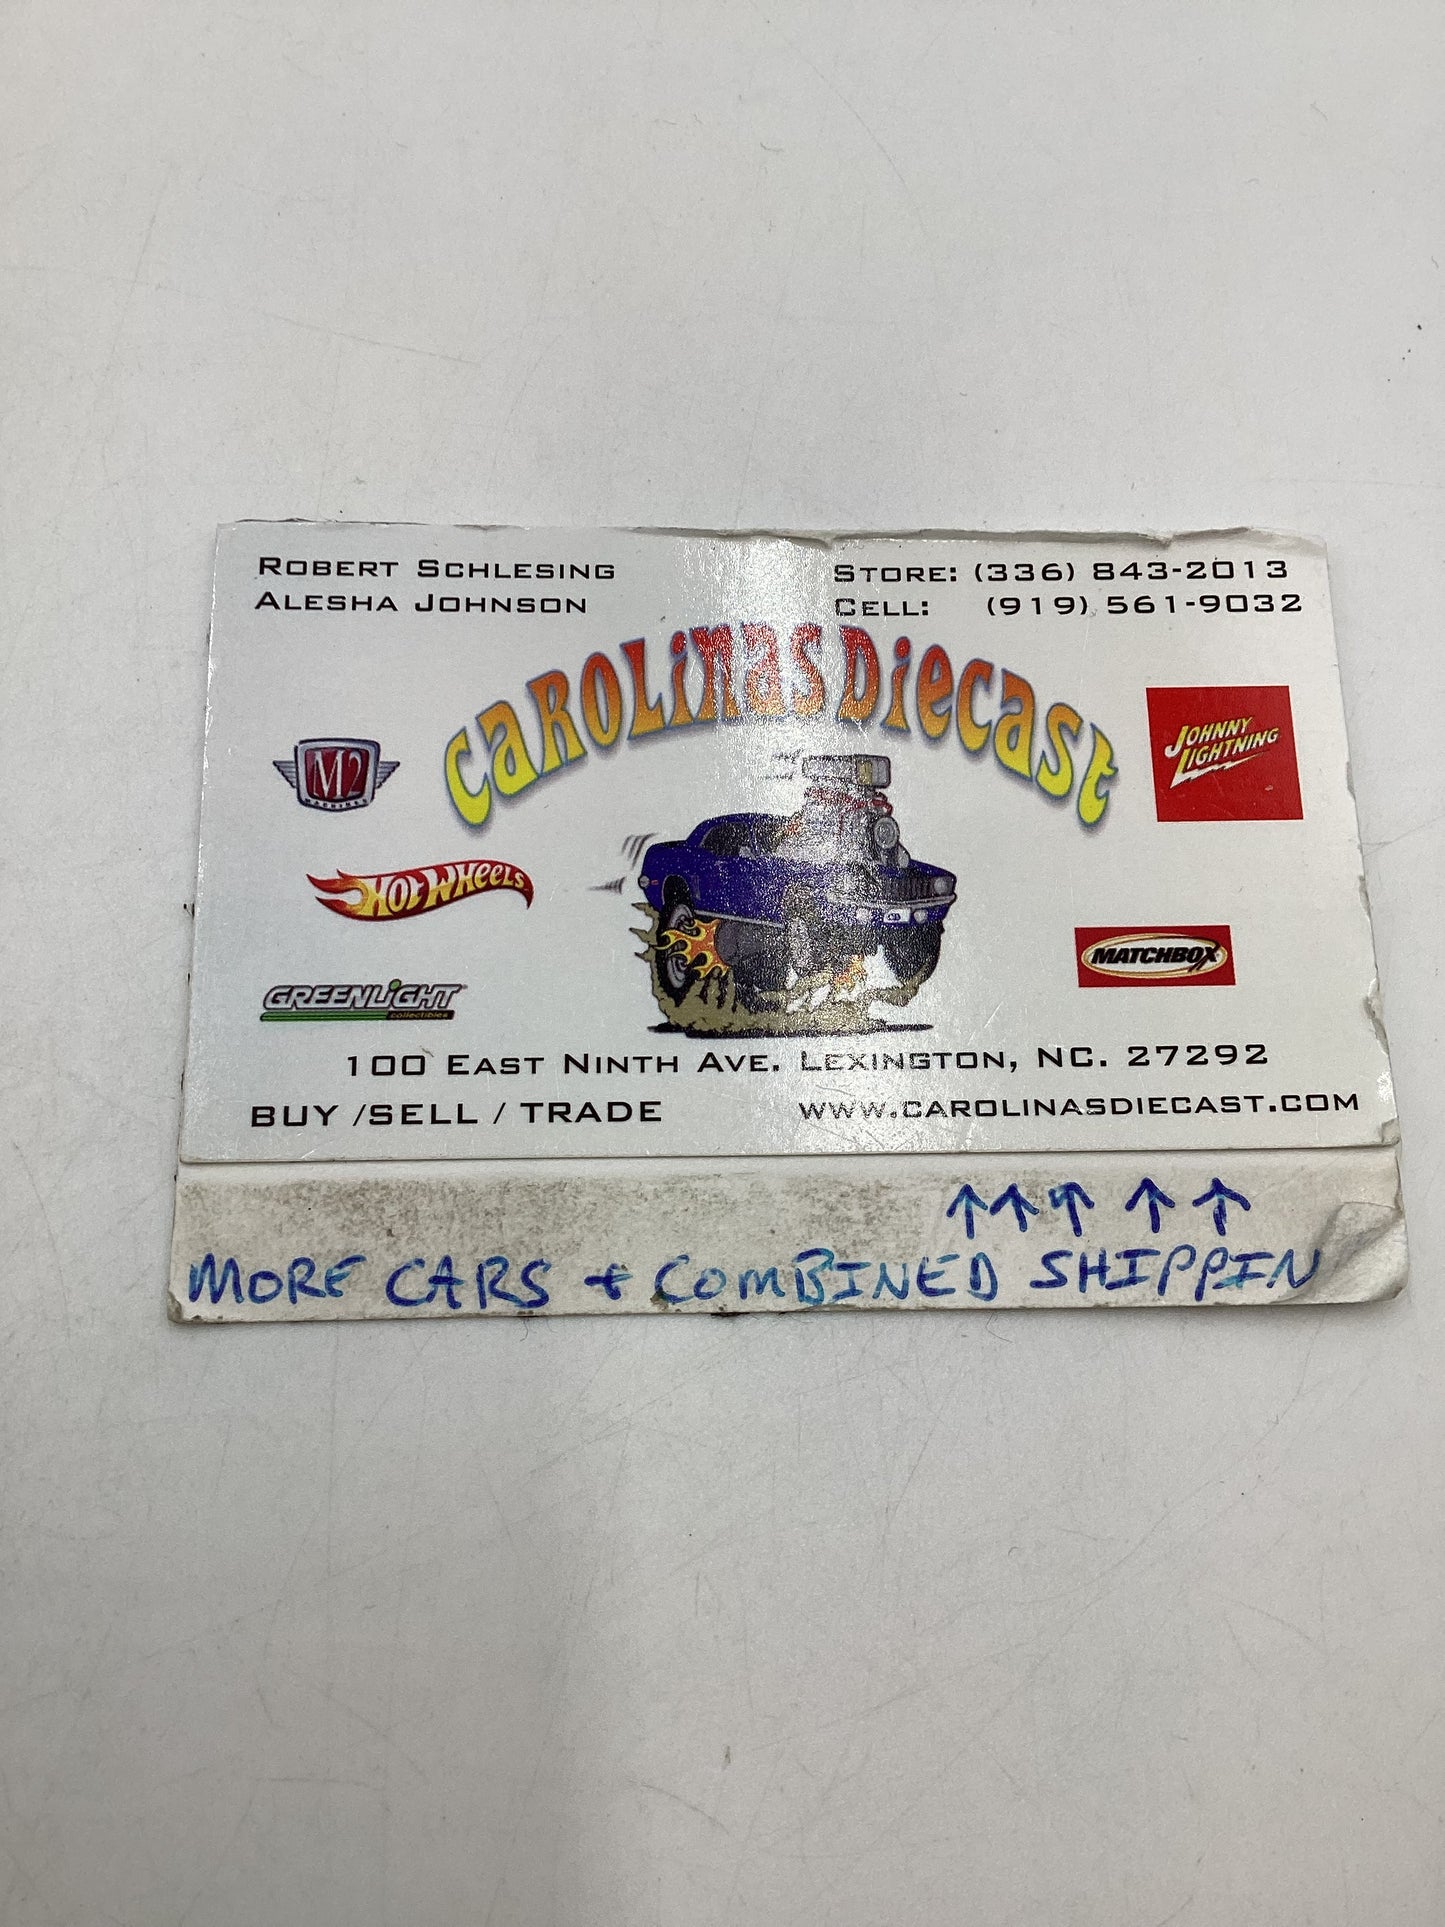 ROBERT SCHLESING
ALESHA JOHNSON
STORE: (336) 843-2013
CELL: (919) 561-9032
CAROLINAS DIECAST
M2
MACHINES
JOHNNY
LIGHTNING
HOT WHEELS
MATCHBOX
GREENLIGHT
collectibles
100 EAST NINTH AVE. LEXINGTON, NC. 27292
BUY /SELL / TRADE
WWW.CAROLINASDIECAST.COM
↑ ↑ ↑ ↑ ↑
MORE CARS + COMBINED SHIPPIN